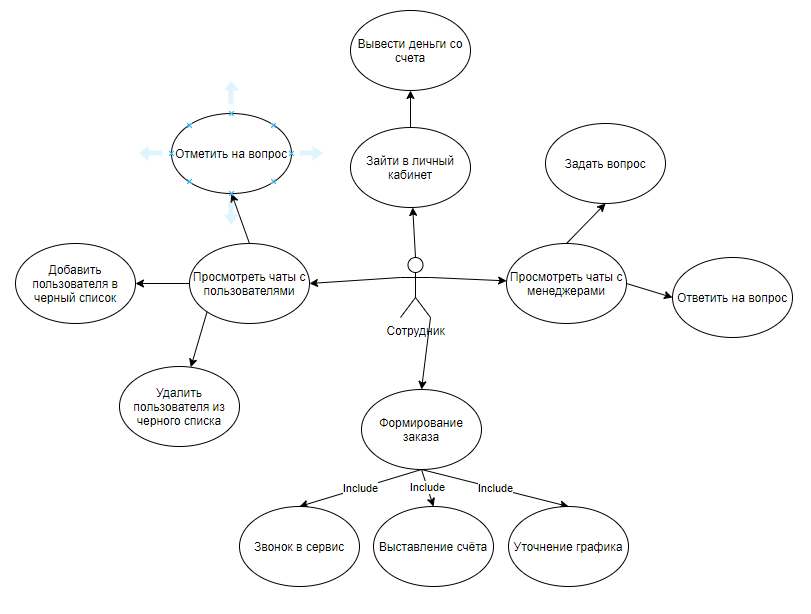 Вывести деньги со
счета
Отметить на вопрос
Зайти в личный
кабинет
Задать вопрос
Добавить
пользователя в
черный список
Просмотреть чаты с
пользователями
Просмотреть чаты с
менеджерами
Ответить на вопрос
Сотрудник
Удалить
пользователя из
черного списка
Формирование
заказа
Include
Include
Include
Звонок в сервис
Выставление счёта
Уточнение графика